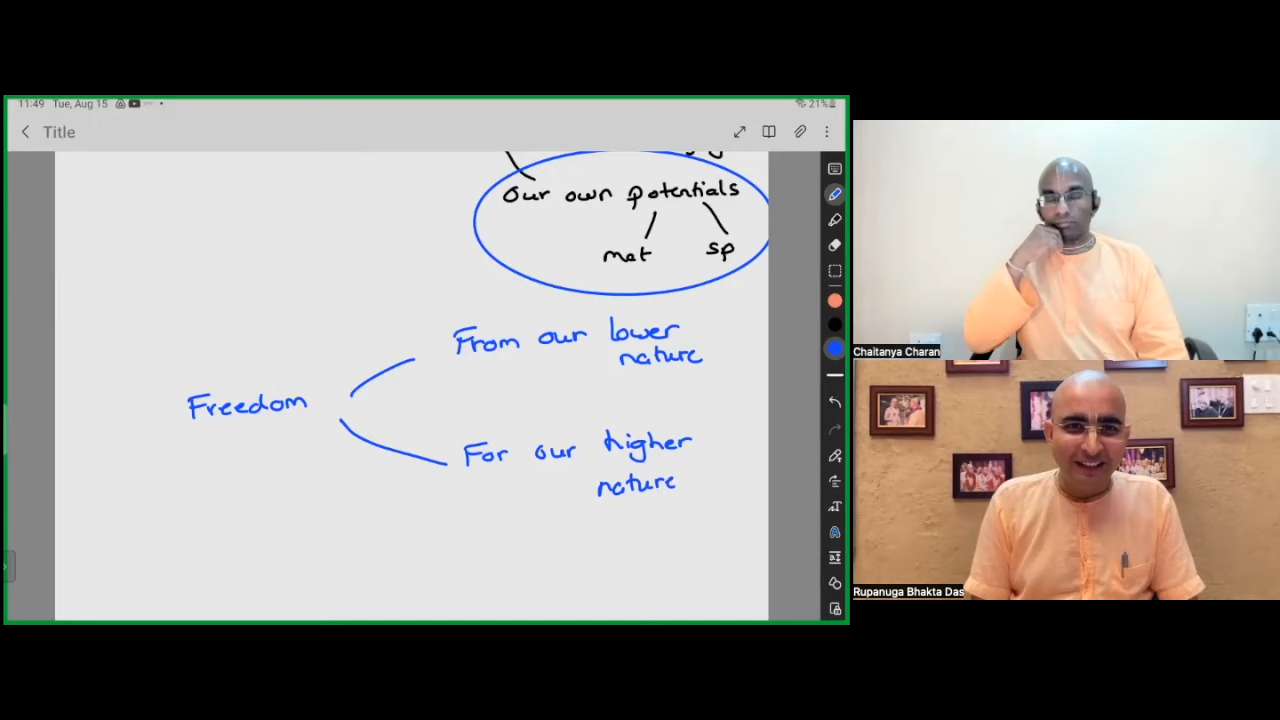 11:49 Tue, Aug 15
21%
Title
Our own potentials
mat sp
From our lower
nature
Freedom
For our higher
nature
Chaitanya Charan
Rupanuga Bhakta Das